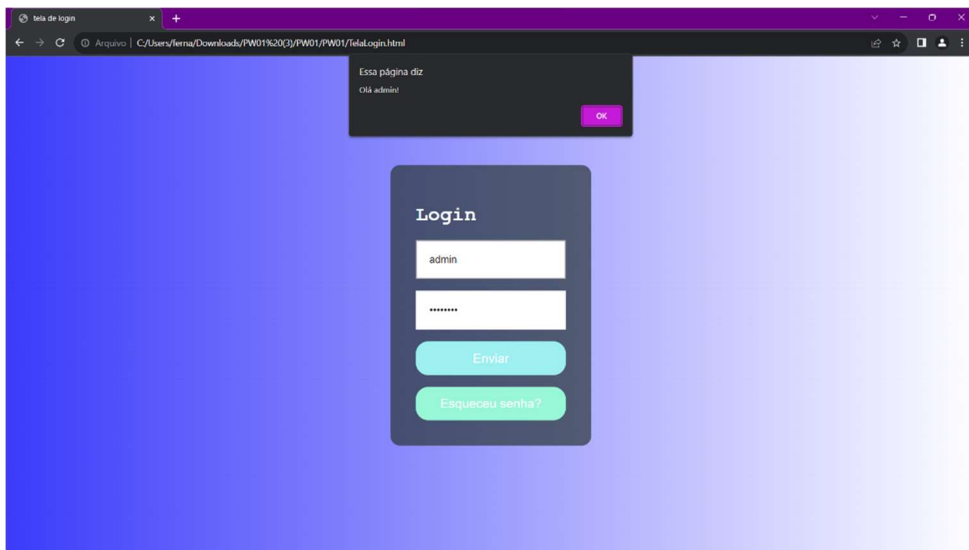 tela de login
Arquivo | C:/Users/ferna/Downloads/PW01%20(3)/PW01/PW01/TelaLogin.html
Essa página diz
Olá admin!
OK
Login
admin
••••••••
Enviar
Esqueceu senha?